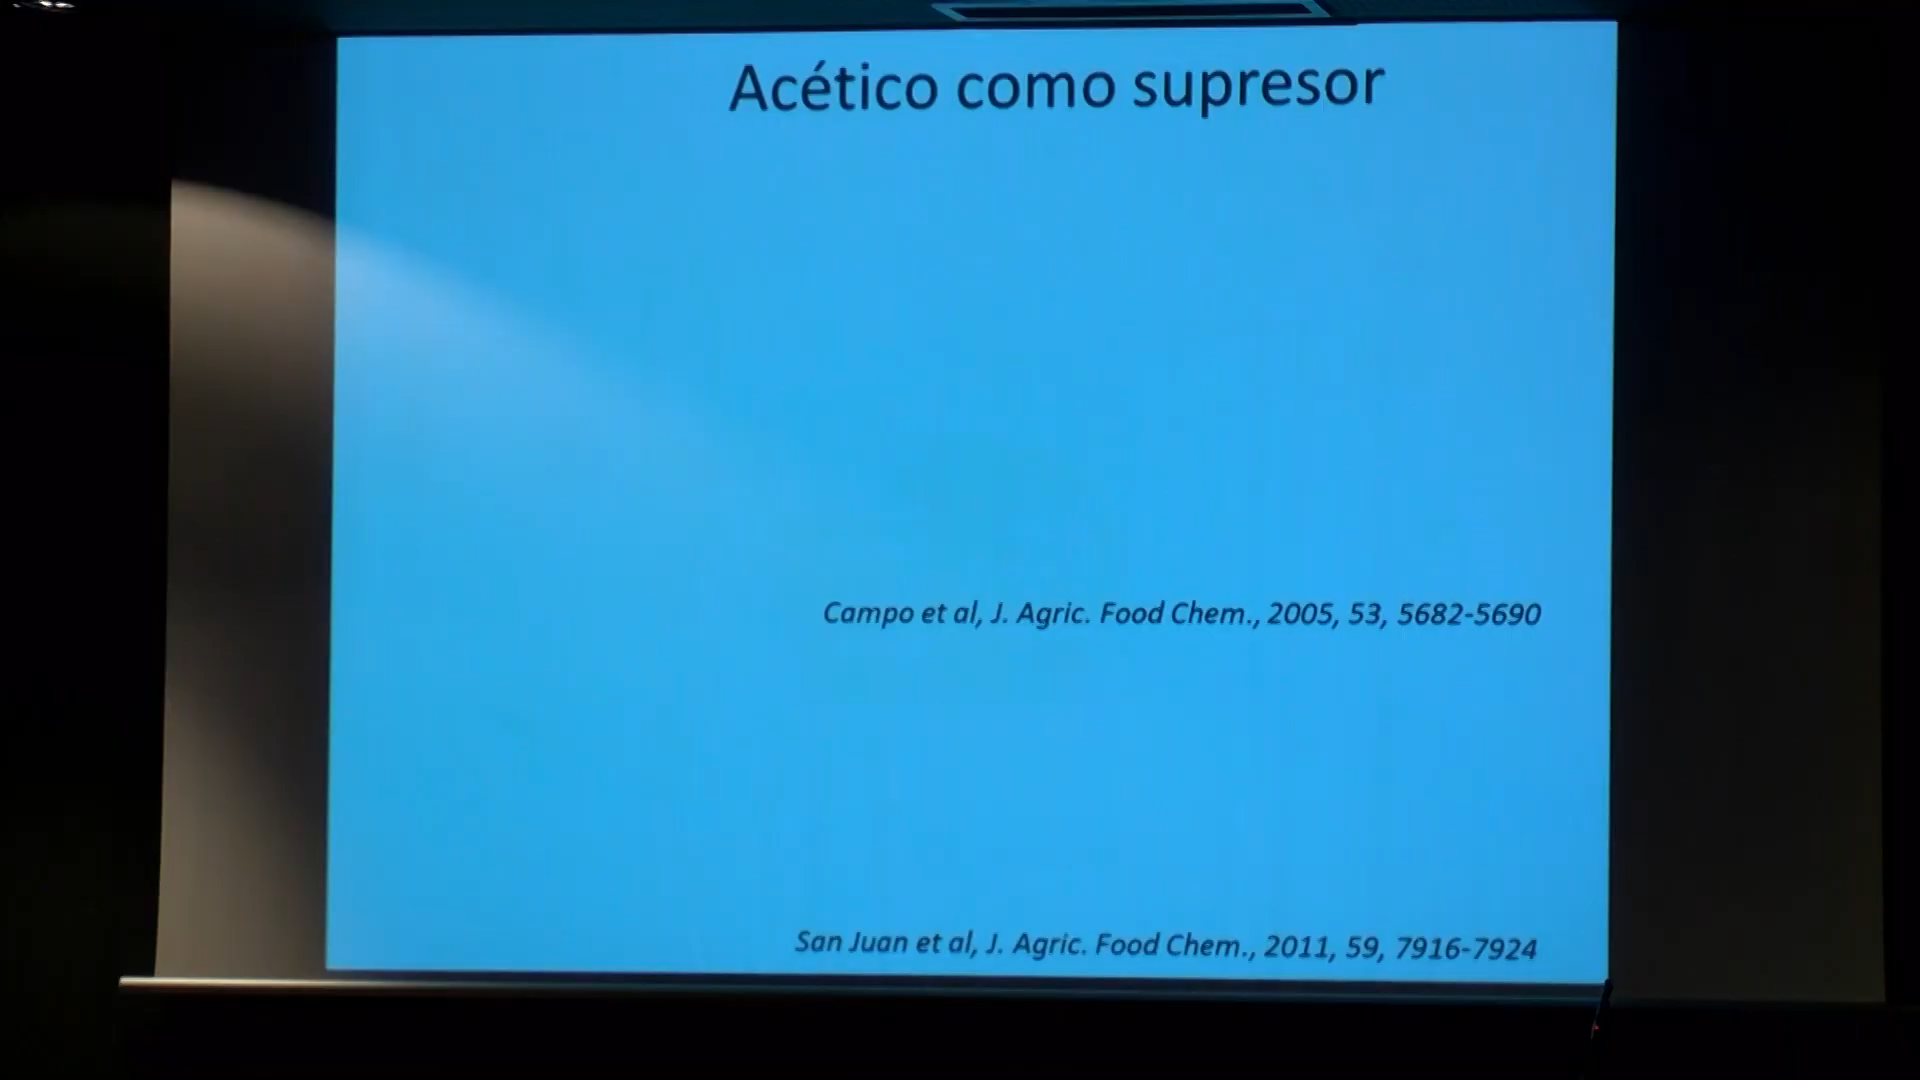 Acético como supresor
Campo et al, J. Agric. Food Chem., 2005, 53, 5682-5690
San Juan et al, J. Agric. Food Chem., 2011, 59, 7916-7924